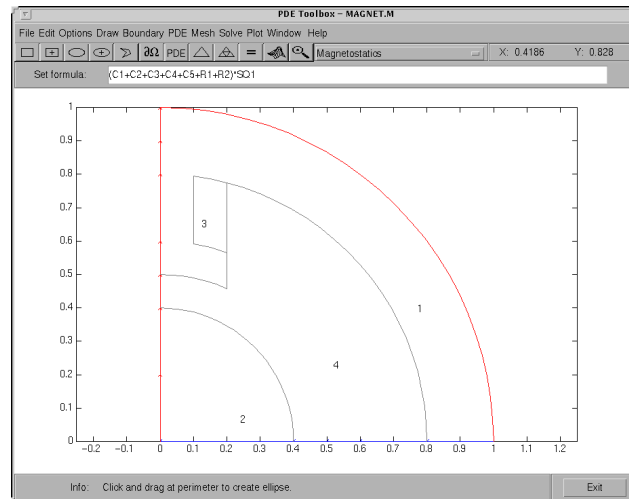 PDE Toolbox – MAGNET.M
File Edit Options Draw Boundary PDE Mesh Solve Plot Window Help
∂Ω PDE = Magnetostatics X: 0.4186 Y: 0.828
Set formula: (C1+C2+C3+C4+C5+R1+R2)*SQ1
1
0.9
0.8
0.7
0.6
0.5
0.4
0.3
0.2
0.1
0
3
1
4
2
−0.2 −0.1 0 0.1 0.2 0.3 0.4 0.5 0.6 0.7 0.8 0.9 1 1.1 1.2
Info: Click and drag at perimeter to create ellipse.
Exit